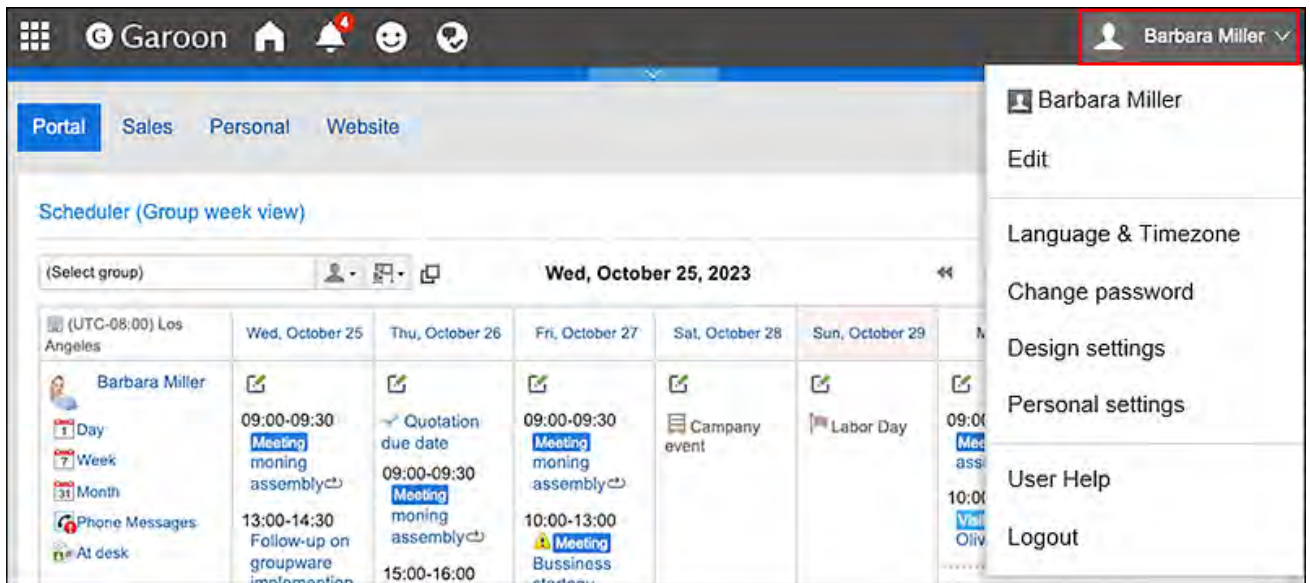 Garoon
4
Barbara Miller
Barbara Miller
Edit
Language & Timezone
Change password
Design settings
Personal settings
User Help
Logout
Portal Sales Personal Website
Scheduler (Group week view)
(Select group)
Wed, October 25, 2023
(UTC-08:00) Los
Angeles
Wed, October 25
Thu, October 26
Fri, October 27
Sat, October 28
Sun, October 29
Barbara Miller
1 Day
7 Week
31 Month
Phone Messages
At desk
09:00-09:30
Meeting
moning
assembly
13:00-14:30
Follow-up on
groupware
implemention
Quotation
due date
09:00-09:30
Meeting
moning
assembly
15:00-16:00
09:00-09:30
Meeting
moning
assembly
10:00-13:00
Meeting
Bussiness
Campany
event
Labor Day